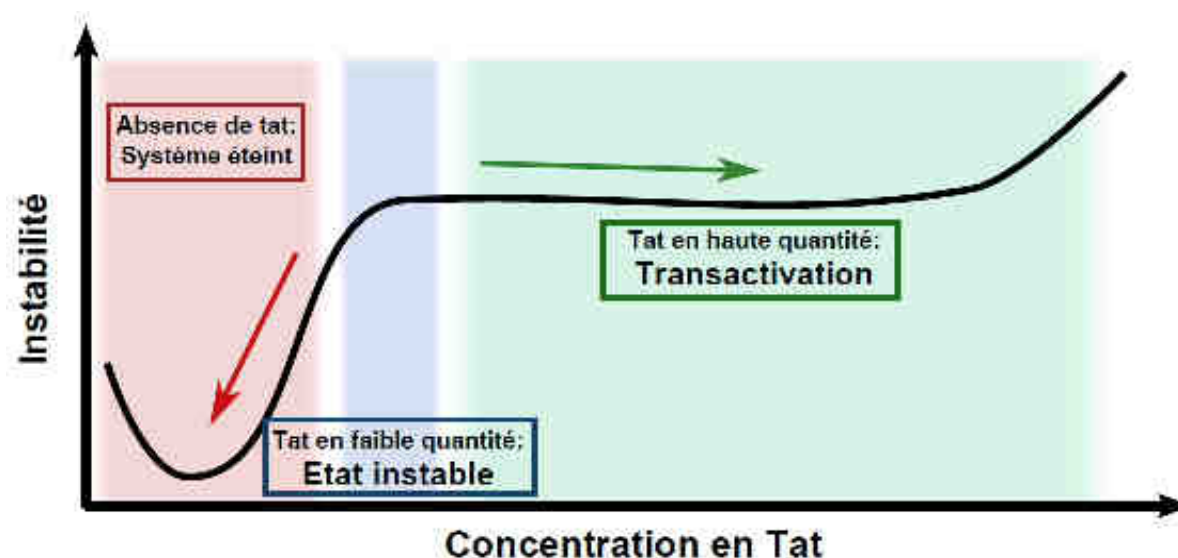 Absence de tat:
Système éteint
Instabilité
Tat en haute quantité:
Transactivation
Tat en faible quantité:
Etat instable
Concentration en Tat